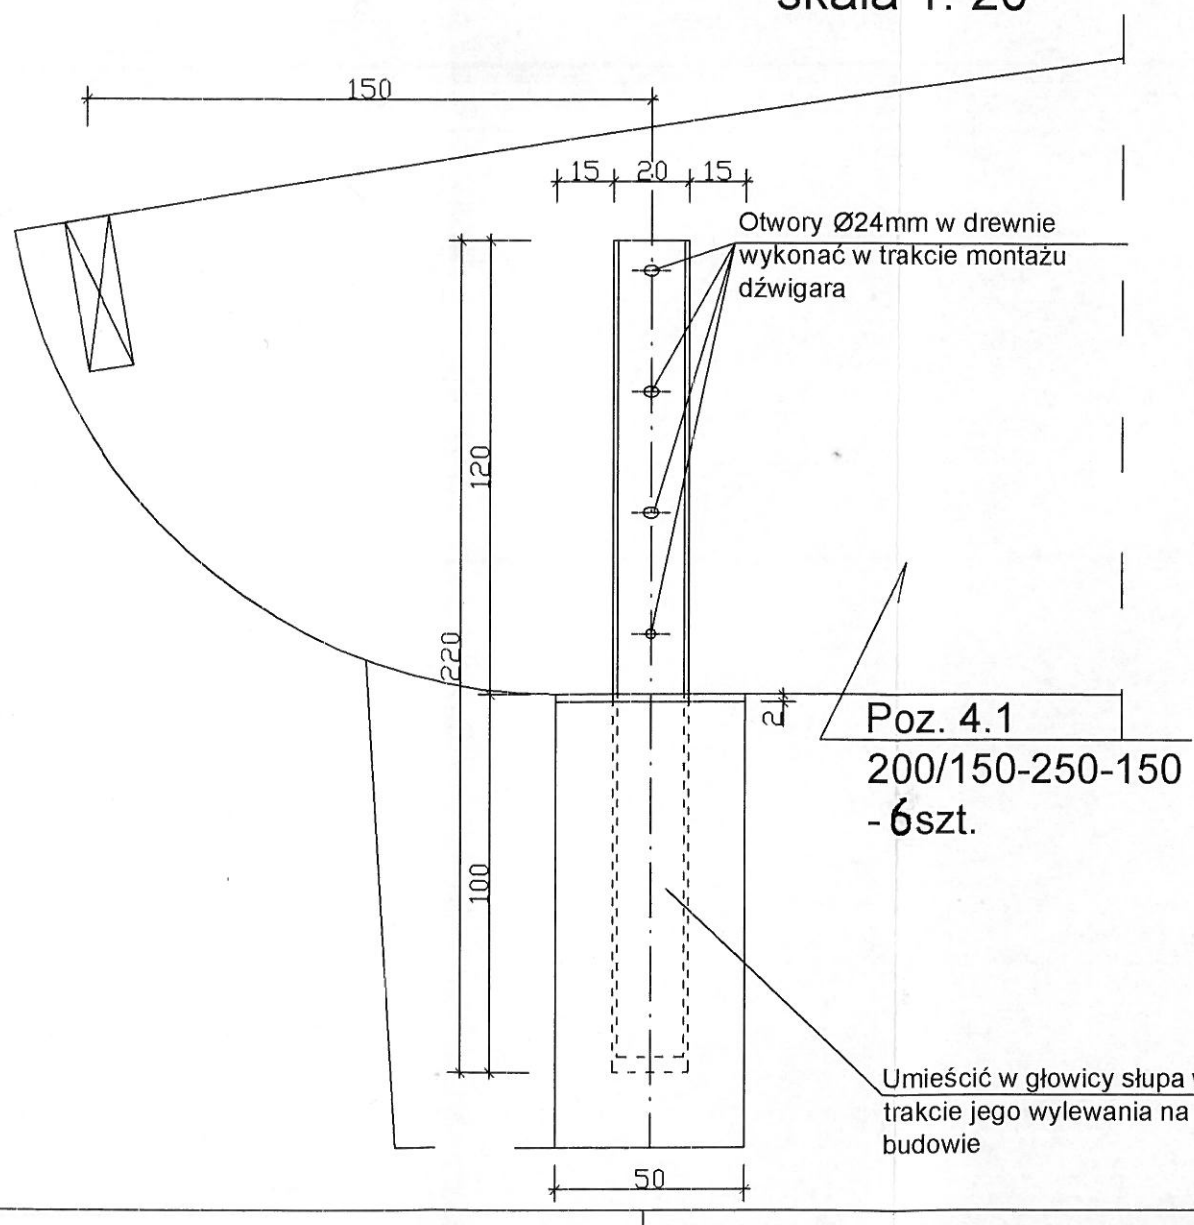 skala 1: 20
150
15 20 15
Otwory Ø24mm w drewnie
wykonać w trakcie montażu
dźwigara
120
220
2
Poz. 4.1
200/150-250-150
-6szt.
100
Umieścić w głowicy słupa w
trakcie jego wylewania na
budowie
50